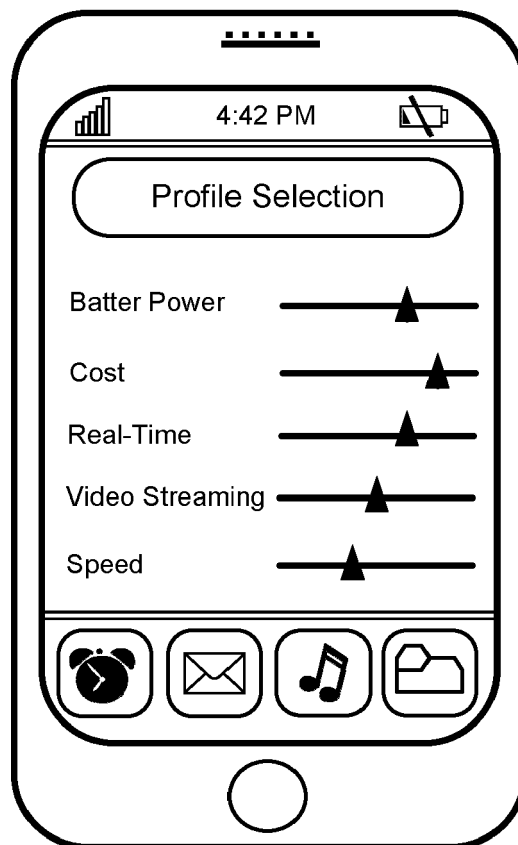 4:42 PM
Profile Selection
Batter Power
Cost
Real-Time
Video Streaming
Speed